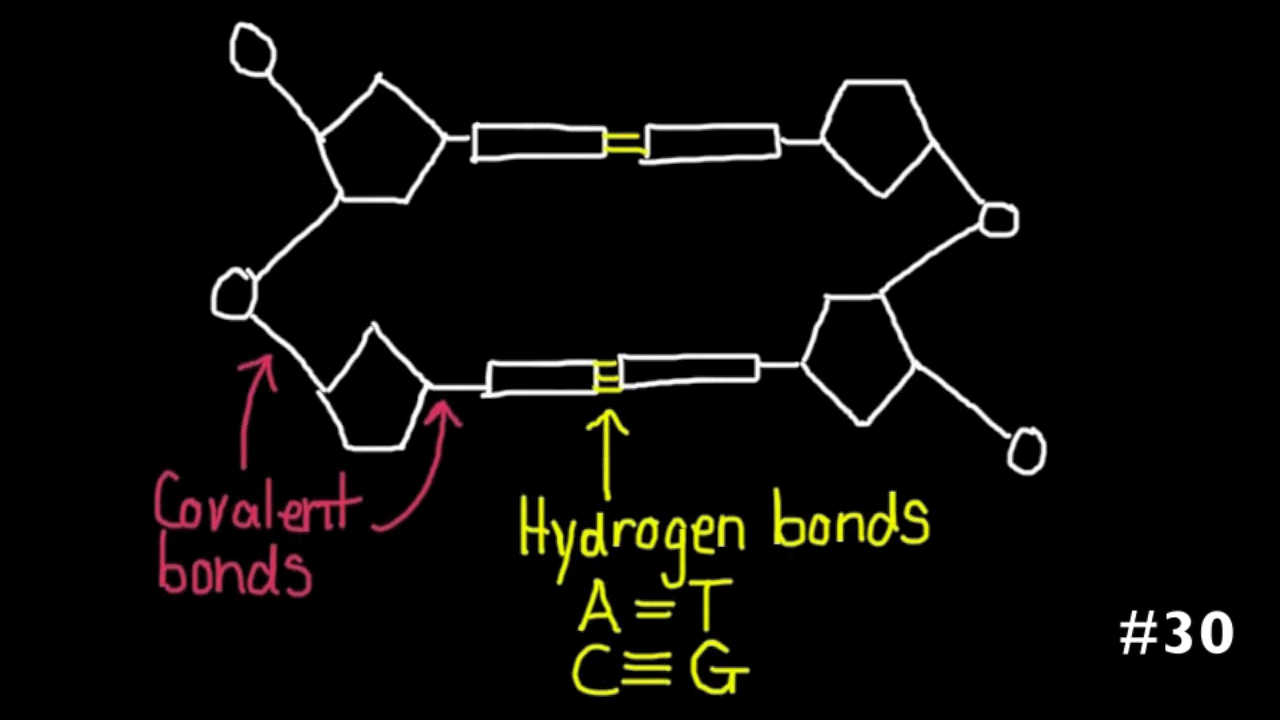 Covalent
bonds
Hydrogen bonds
A = T
C ≡ G
#30